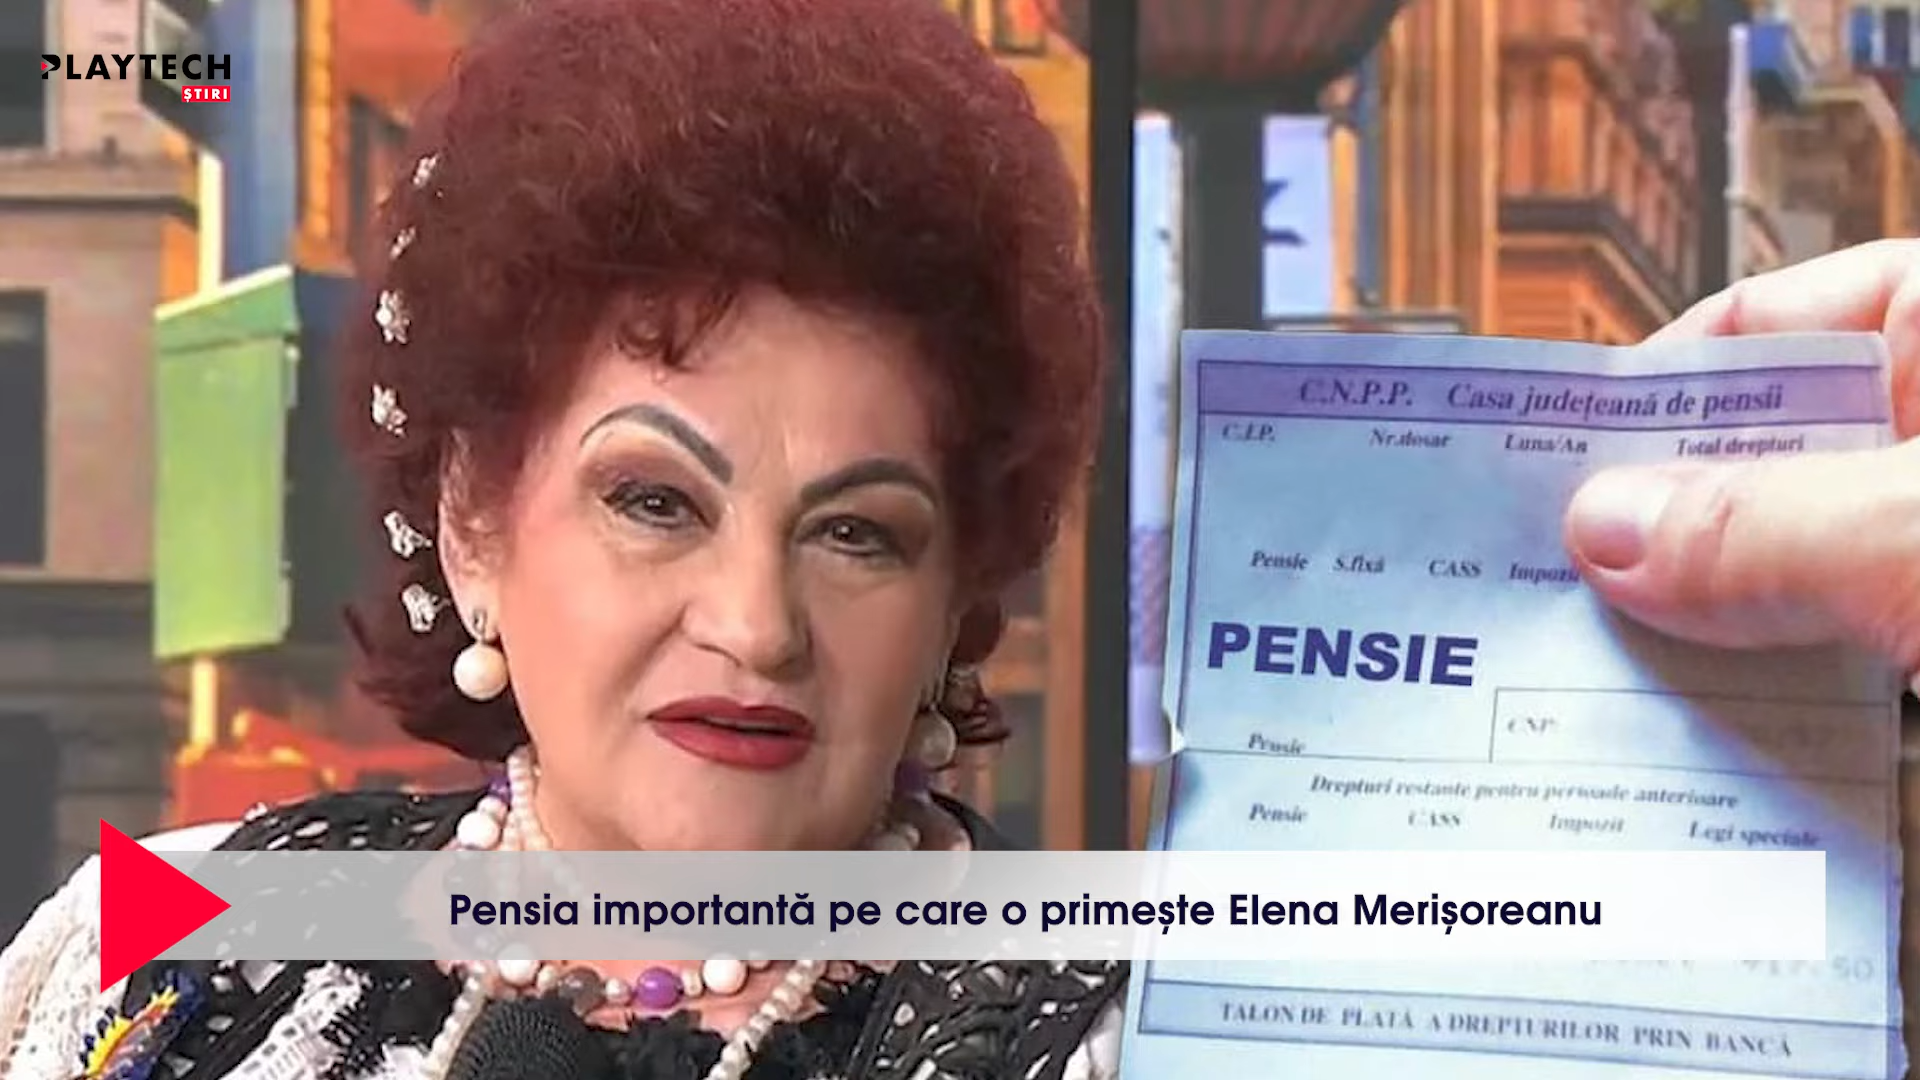 PLAYTECH
ȘTIRI
C.N.P.P. Casa județeană de pensii
C.I.P. Nr.dosar Luna/An Total drepturi
Pensie S.fixă CASS Impozit
PENSIE
CNP:
Pensie
Drepturi restante pentru perioade anterioare
Pensie CASS Impozit Legi speciale
Pensia importantă pe care o primește Elena Merișoreanu
TALON DE PLATĂ A DREPTURILOR PRIN BANCĂ